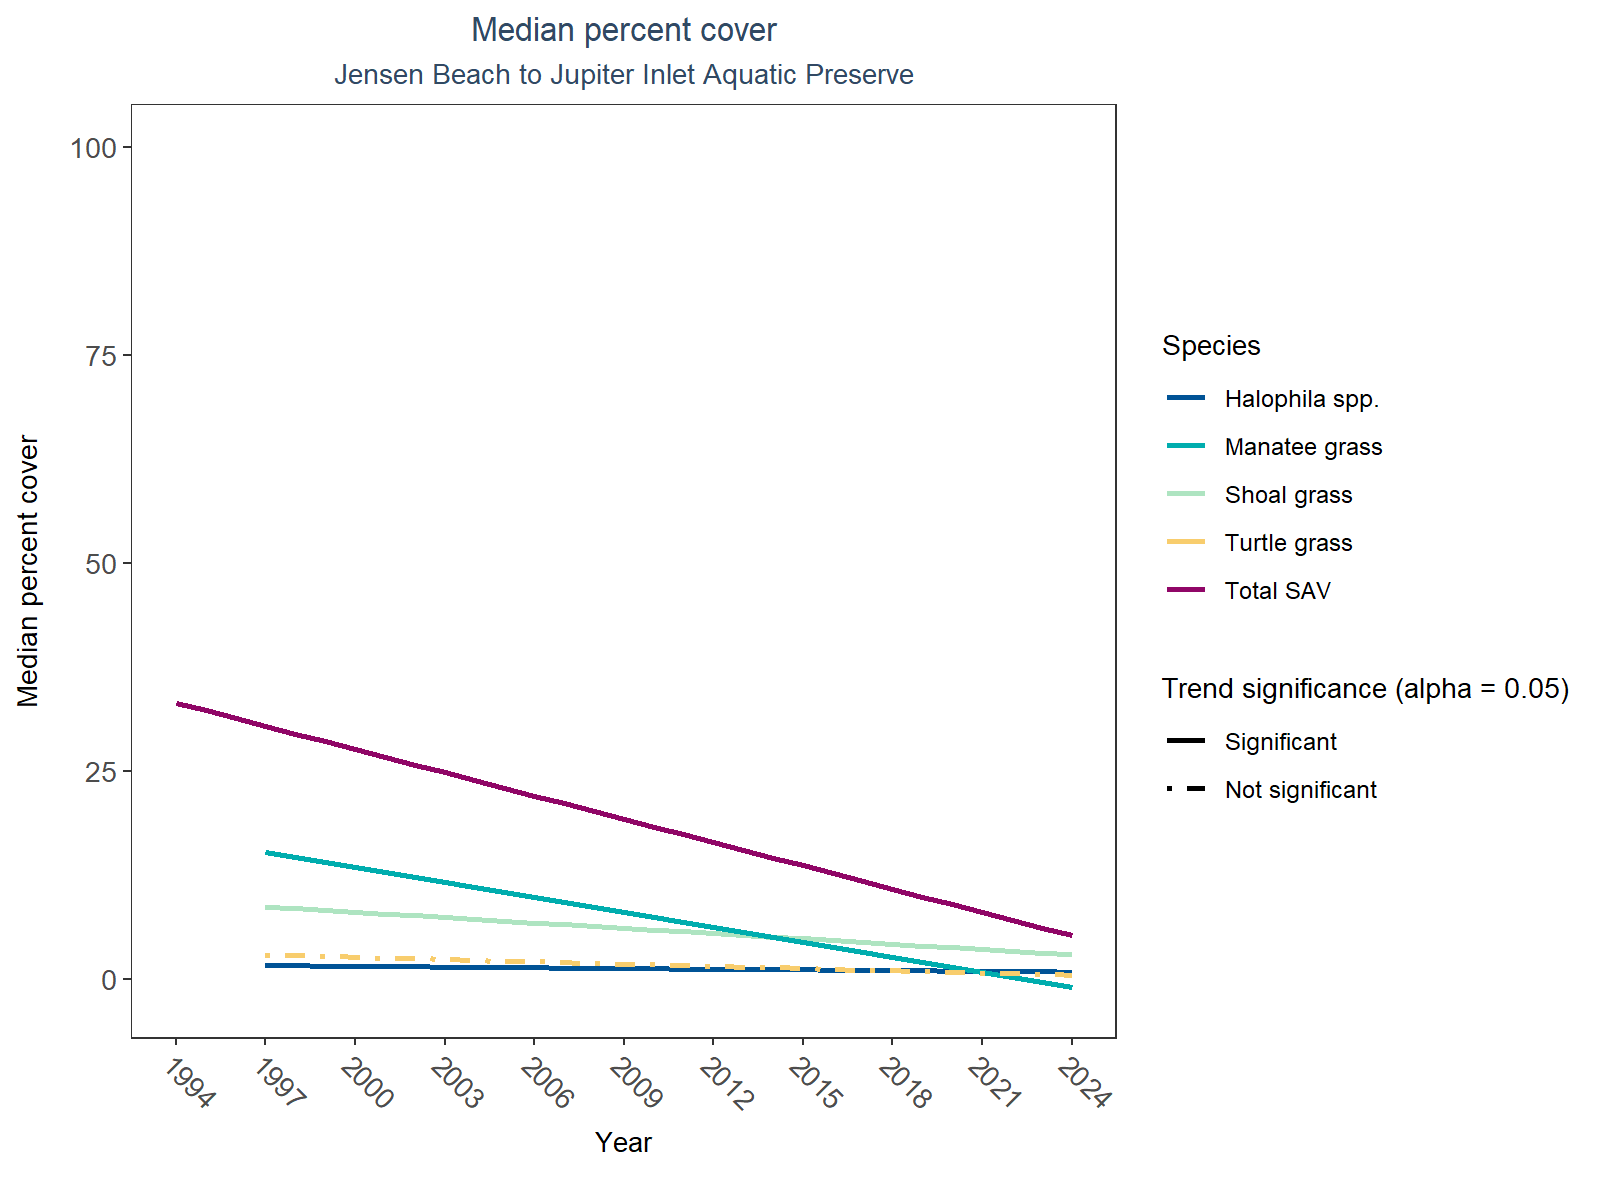 Median percent cover
Jensen Beach to Jupiter Inlet Aquatic Preserve
Median percent cover
100
75
50
25
0
1994
1997
2000
2003
2006
2009
2012
2015
2018
2021
2024
Year
Species
Halophila spp.
Manatee grass
Shoal grass
Turtle grass
Total SAV
Trend significance (alpha = 0.05)
Significant
Not significant